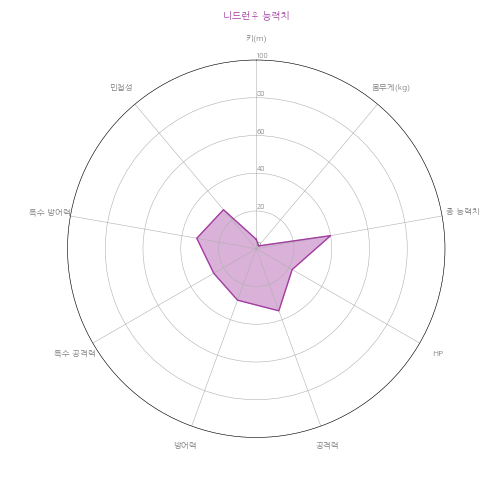 니드런우 능력치
키(m)
100
민첩성
몸무게(kg)
80
60
40
20
특수 방어력
총 능력치
특수 공격력
HP
방어력
공격력